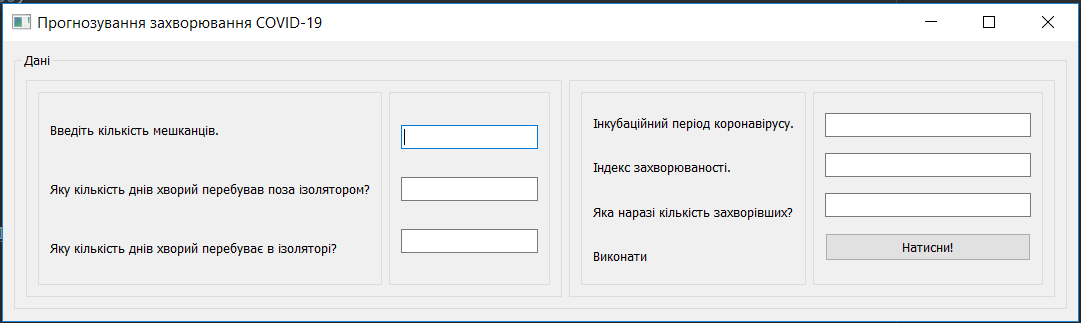 Прогнозування захворювання COVID-19
Дані
Введіть кількість мешканців.
Яку кількість днів хворий перебував поза ізолятором?
Яку кількість днів хворий перебуває в ізоляторі?
Інкубаційний період коронавірусу.
Індекс захворюваності.
Яка наразі кількість захворівших?
Виконати
Натисни!